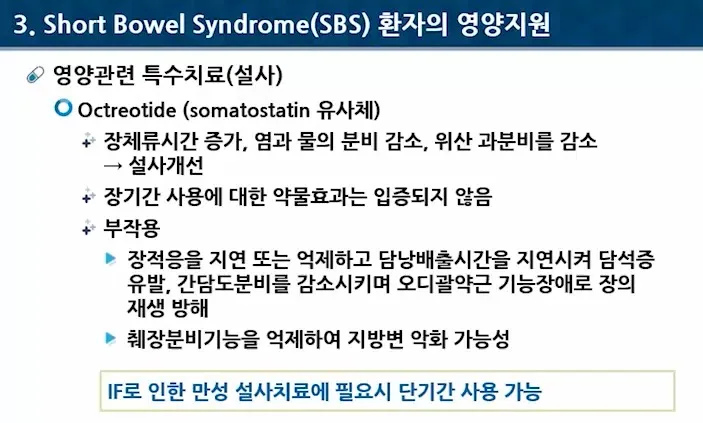 3. Short Bowel Syndrome(SBS) 환자의 영양지원
영양관련 특수치료(설사)
Octreotide (somatostatin 유사체)
장체류시간 증가, 염과 물의 분비 감소, 위산 과분비를 감소
→ 설사개선
장기간 사용에 대한 약물효과는 입증되지 않음
부작용
장적응을 지연 또는 억제하고 담낭배출시간을 지연시켜 담석증
유발, 간담도분비를 감소시키며 오디괄약근 기능장애로 장의
재생 방해
췌장분비기능을 억제하여 지방변 악화 가능성
IF로 인한 만성 설사치료에 필요시 단기간 사용 가능